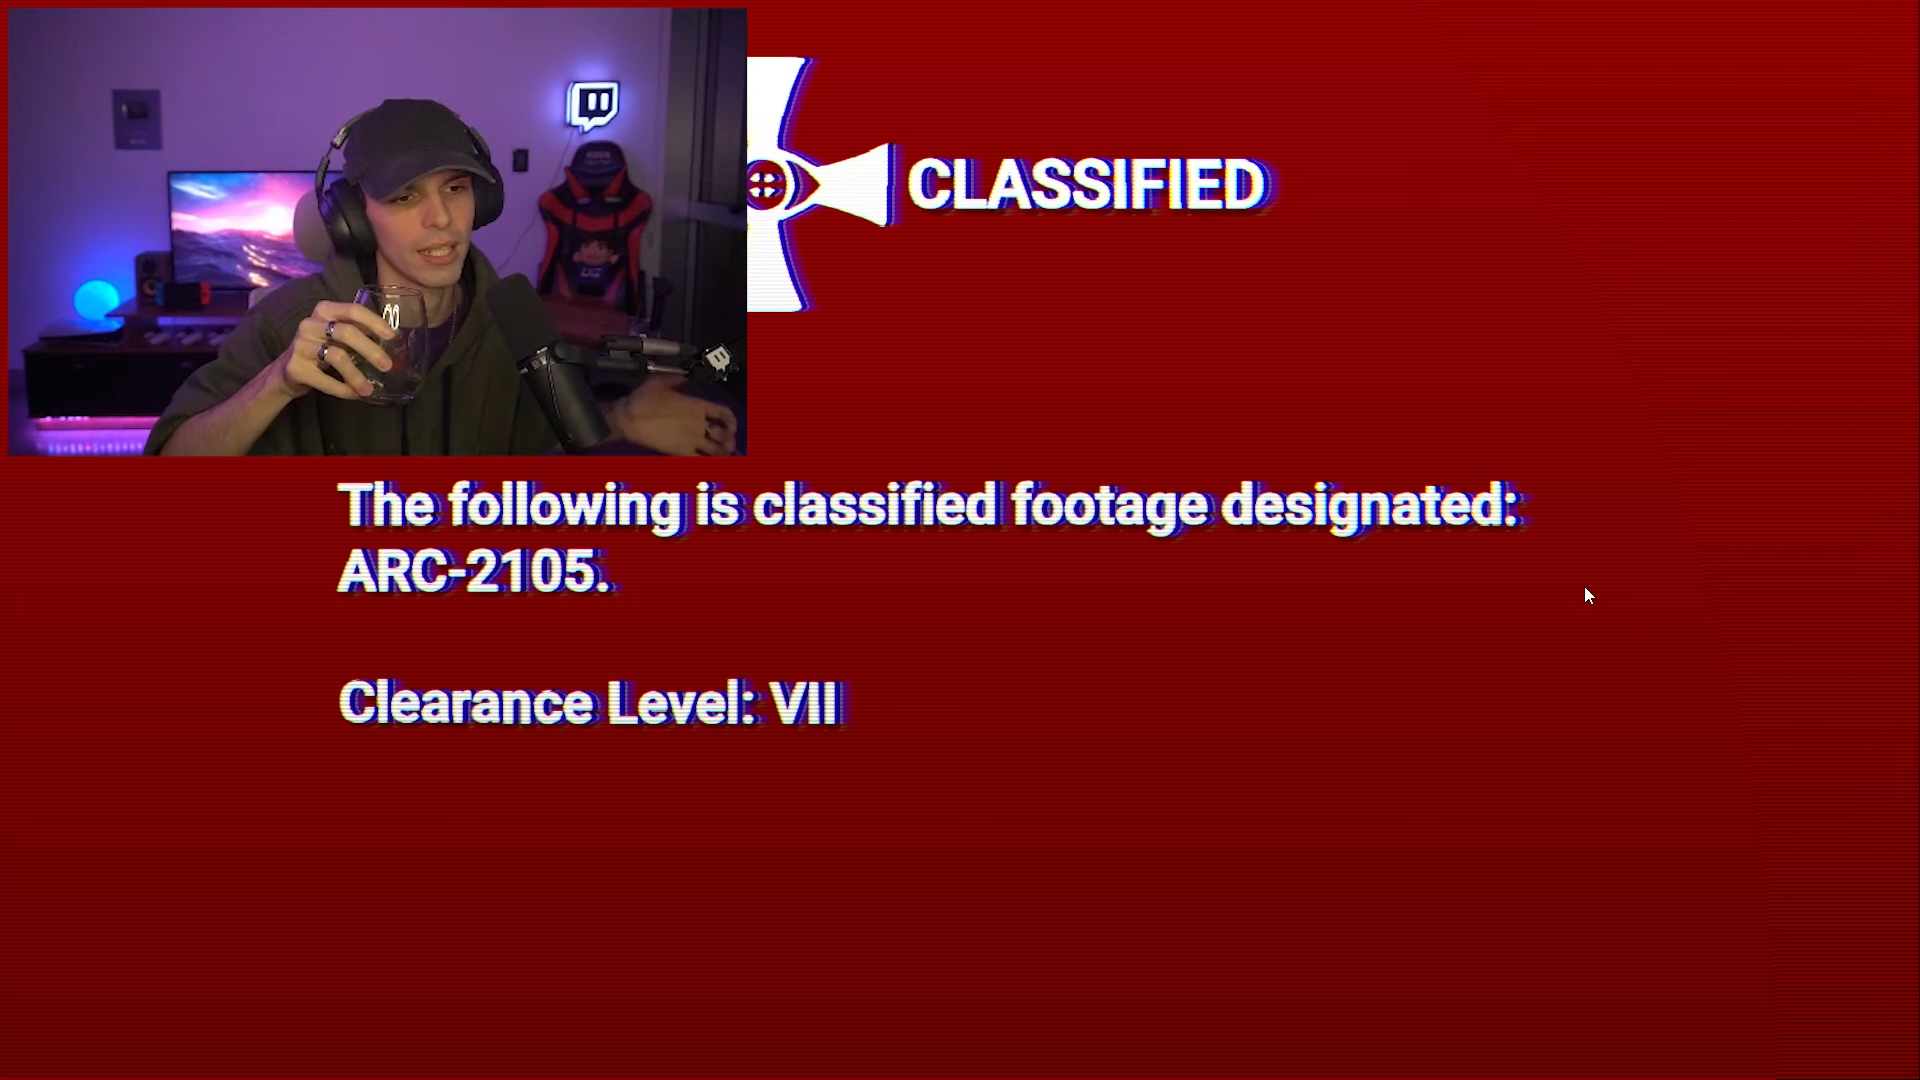 CLASSIFIED
The following is classified footage designated:
ARC-2105.
Clearance Level: VII